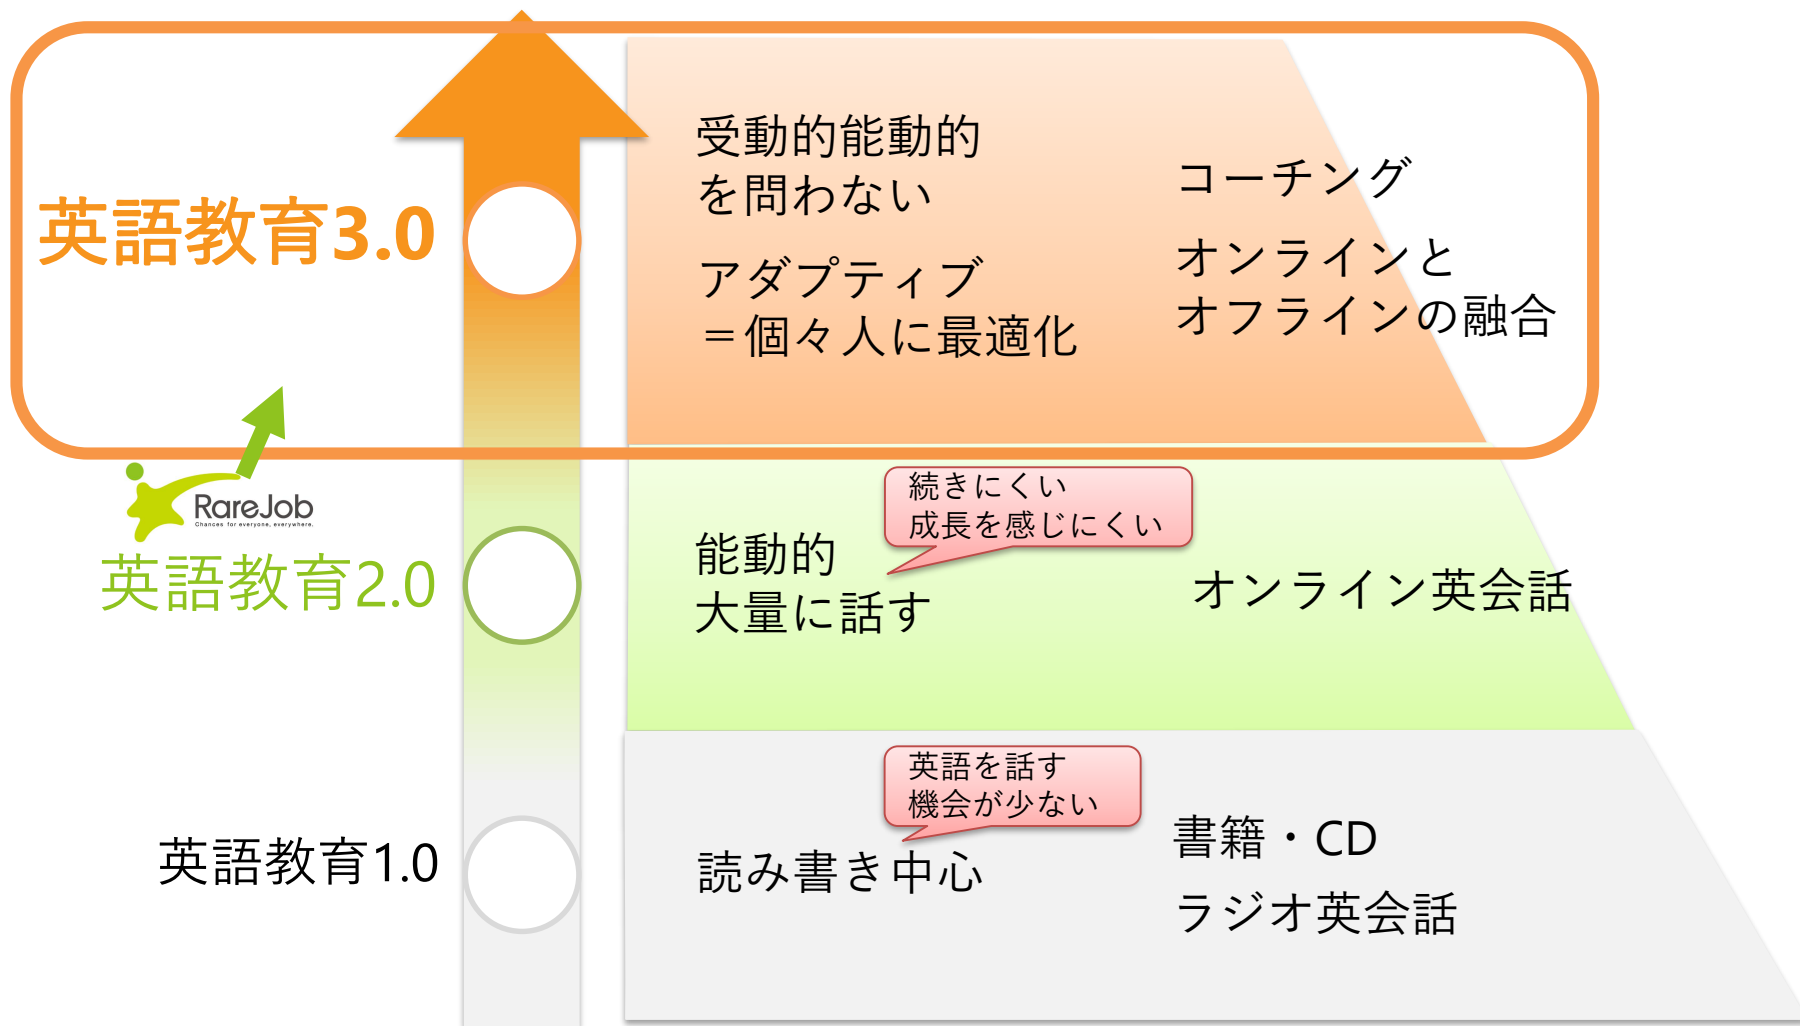 英語教育3.0
受動的能動的
を問わない
アダプティブ
＝個々人に最適化
コーチング
オンラインと
オフラインの融合
RareJob
Chances for everyone, everywhere.
英語教育2.0
続きにくい
成長を感じにくい
能動的
大量に話す
オンライン英会話
英語教育1.0
英語を話す
機会が少ない
読み書き中心
書籍・CD
ラジオ英会話